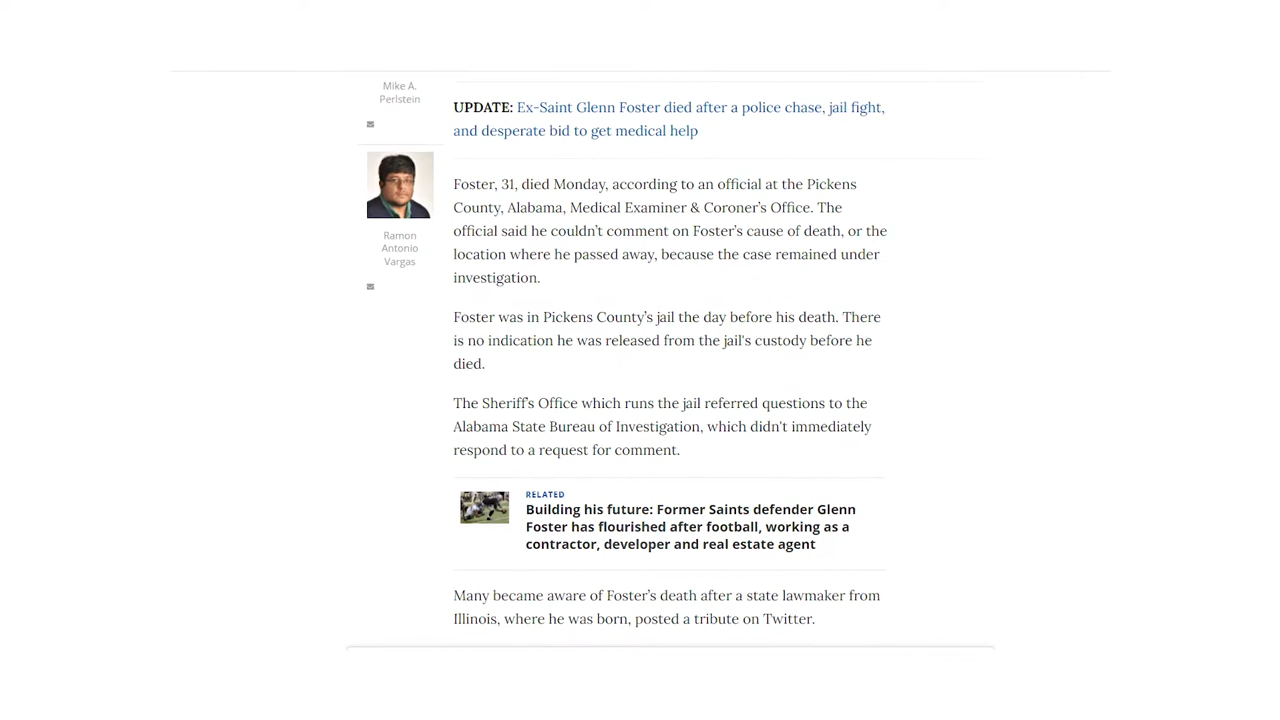 Mike A.
Perlstein
UPDATE: Ex-Saint Glenn Foster died after a police chase, jail fight,
and desperate bid to get medical help
Ramon
Antonio
Vargas
Foster, 31, died Monday, according to an official at the Pickens
County, Alabama, Medical Examiner & Coroner’s Office. The
official said he couldn’t comment on Foster’s cause of death, or the
location where he passed away, because the case remained under
investigation.
Foster was in Pickens County’s jail the day before his death. There
is no indication he was released from the jail's custody before he
died.
The Sheriff’s Office which runs the jail referred questions to the
Alabama State Bureau of Investigation, which didn't immediately
respond to a request for comment.
RELATED
Building his future: Former Saints defender Glenn
Foster has flourished after football, working as a
contractor, developer and real estate agent
Many became aware of Foster’s death after a state lawmaker from
Illinois, where he was born, posted a tribute on Twitter.